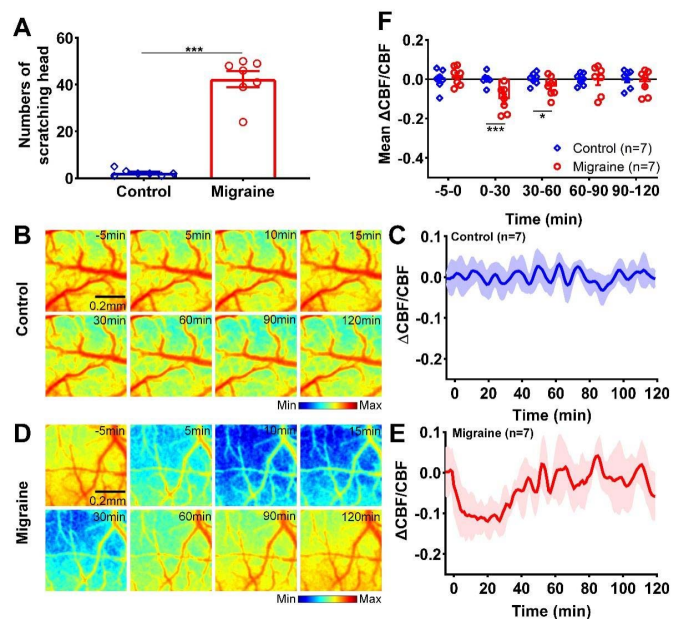 A
60
40
20
0
Numbers of
scratching head
***
Control
Migraine
F
0.2
0.0
-0.2
-0.4
Mean ΔCBF/CBF
***
*
Control (n=7)
Migraine (n=7)
-5-0
0-30
30-60
60-90
90-120
Time (min)
B
Control
-5min
5min
10min
15min
0.2mm
30min
60min
90min
120min
Min
Max
C
Control (n=7)
0.1
0.0
-0.1
-0.2
ΔCBF/CBF
0
20
40
60
80
100
120
Time (min)
D
Migraine
-5min
5min
10min
15min
0.2mm
30min
60min
90min
120min
Min
Max
E
Migraine (n=7)
0.1
0.0
-0.1
-0.2
ΔCBF/CBF
0
20
40
60
80
100
120
Time (min)